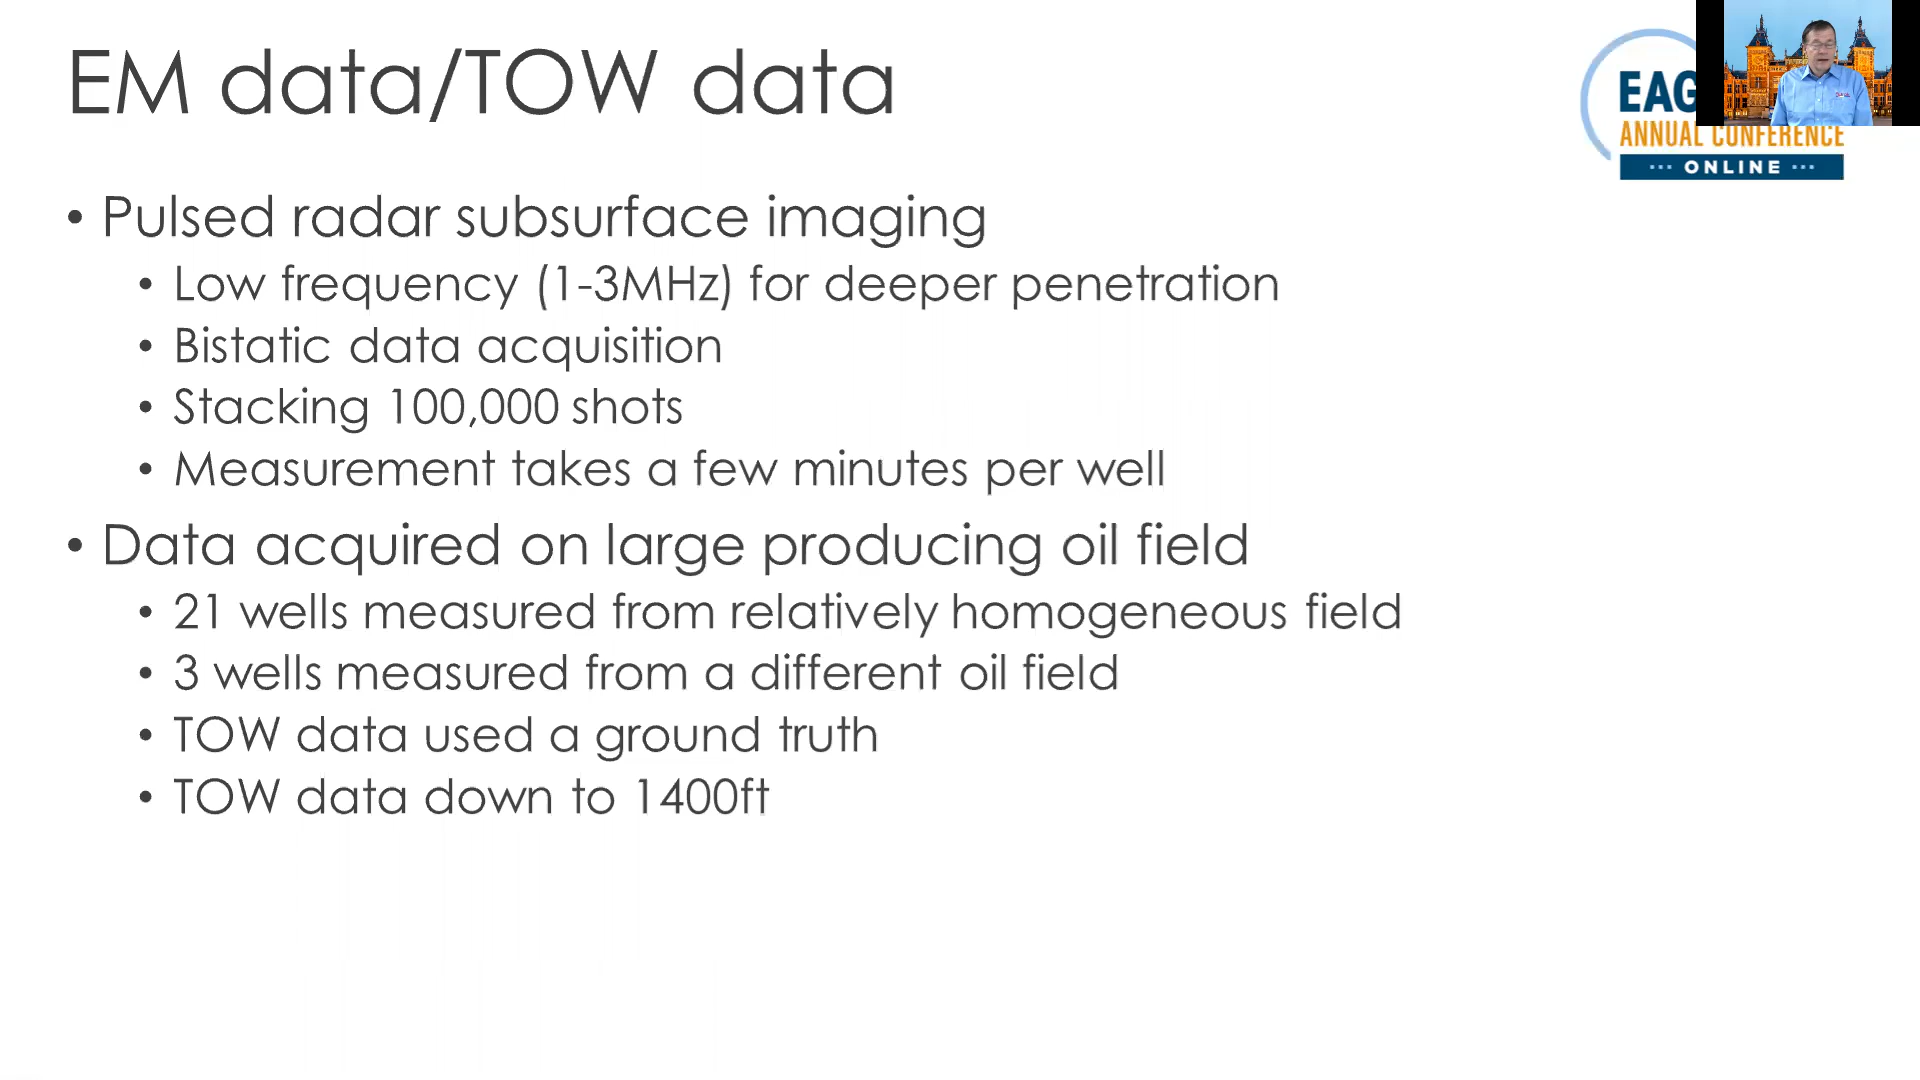 EM data/TOW data
EAG
ANNUAL CONFERENCE
ONLINE
• Pulsed radar subsurface imaging
• Low frequency (1-3MHz) for deeper penetration
• Bistatic data acquisition
• Stacking 100,000 shots
• Measurement takes a few minutes per well
• Data acquired on large producing oil field
• 21 wells measured from relatively homogeneous field
• 3 wells measured from a different oil field
• TOW data used a ground truth
• TOW data down to 1400ft